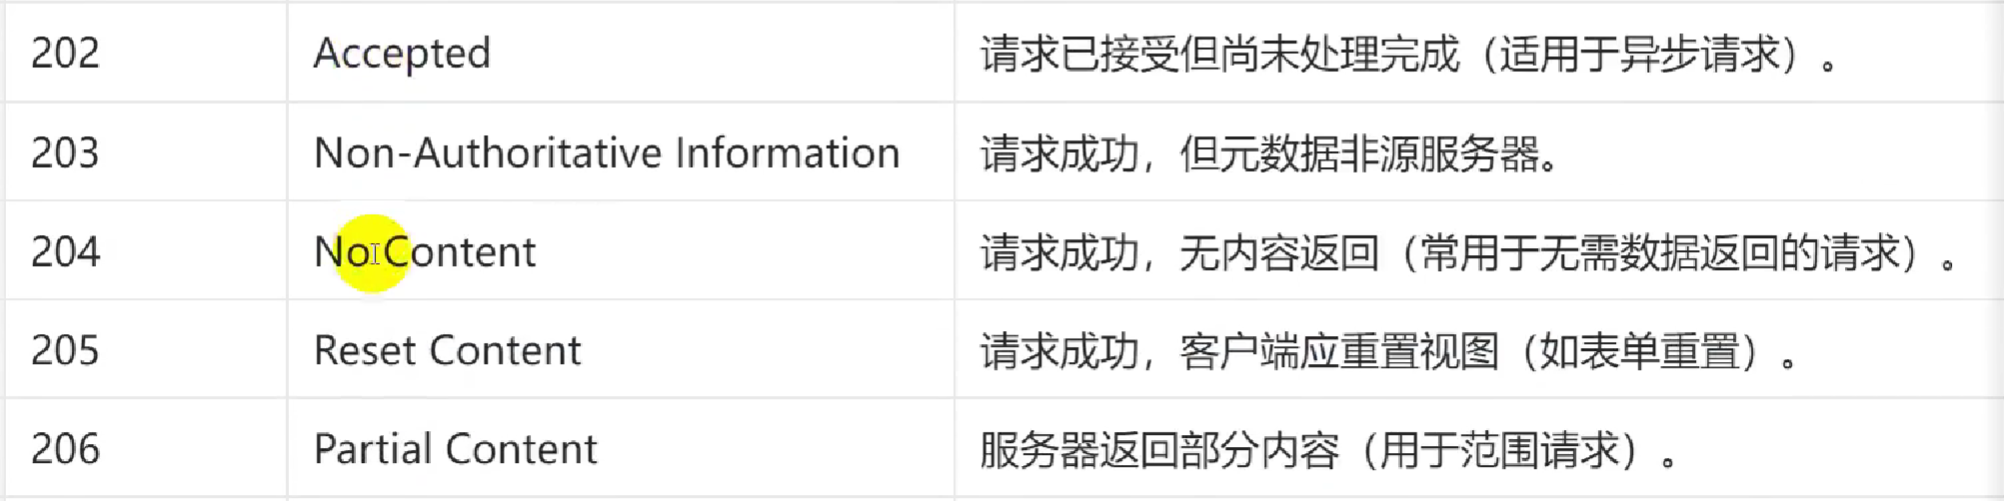 202 Accepted 请求已接受但尚未处理完成（适用于异步请求）。
203 Non-Authoritative Information 请求成功，但元数据非源服务器。
204 No Content 请求成功，无内容返回（常用于无需数据返回的请求）。
205 Reset Content 请求成功，客户端应重置视图（如表单重置）。
206 Partial Content 服务器返回部分内容（用于范围请求）。